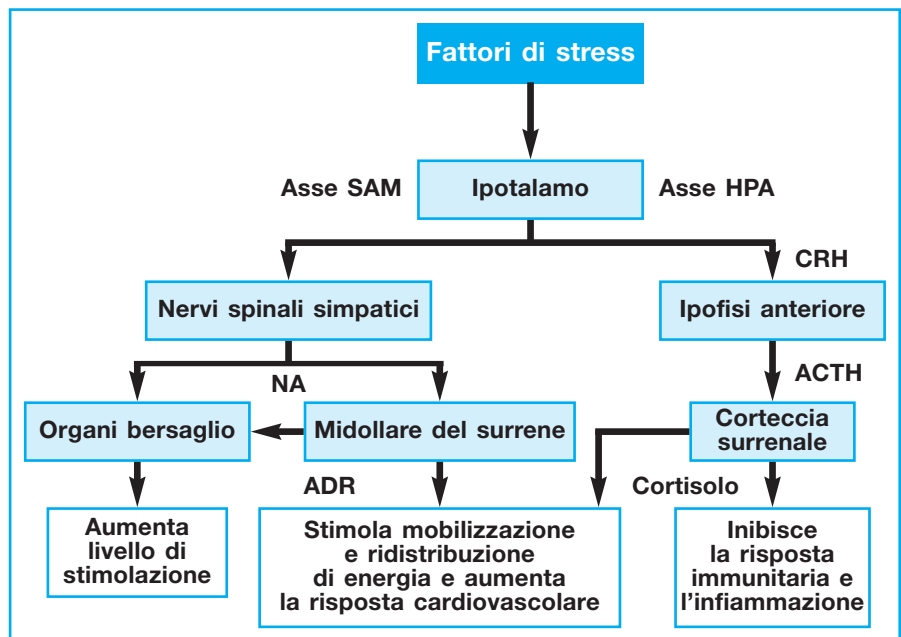 Fattori di stress
Asse SAM
Ipotalamo
Asse HPA
CRH
Nervi spinali simpatici
Ipofisi anteriore
NA
ACTH
Organi bersaglio
Midollare del surrene
Corteccia
surrenale
ADR
Cortisolo
Aumenta
livello di
stimolazione
Stimola mobilizzazione
e ridistribuzione
di energia e aumenta
la risposta cardiovascolare
Inibisce
la risposta
immunitaria e
l'infiammazione